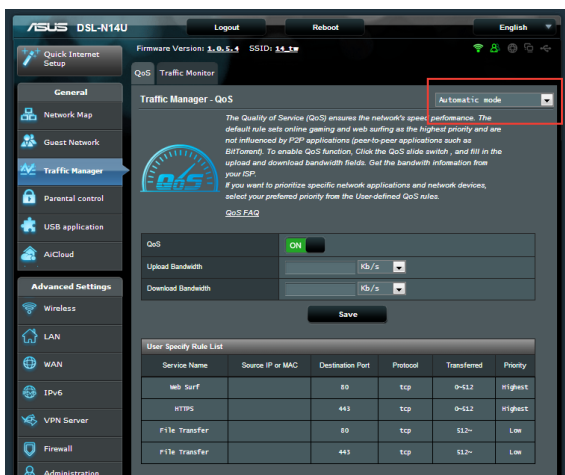 ASUS DSL-N14U
Logout
Reboot
English
Quick Internet
Setup
Firmware Version: 1.0.5.4 SSID: 14_tw
QoS
Traffic Monitor
General
Network Map
Guest Network
Traffic Manager
Parental control
USB application
AiCloud
Advanced Settings
Wireless
LAN
WAN
IPv6
VPN Server
Firewall
Administration
Traffic Manager - QoS
Automatic mode
The Quality of Service (QoS) ensures the network's speed performance. The
default rule sets online gaming and web surfing as the highest priority and are
not influenced by P2P applications (peer-to-peer applications such as
BitTorrent). To enable QoS function, Click the QoS slide switch , and fill in the
upload and download bandwidth fields. Get the bandwith infomation from
your ISP.
If you want to prioritize specific network applications and network devices,
select your preferred priority from the User-defined QoS rules.
QoS FAQ
QoS
QoS ON
Upload Bandwidth Kb/s
Download Bandwidth Kb/s
Save
User Specify Rule List
Service Name Source IP or MAC Destination Port Protocol Transferred Priority
Web Surf 80 tcp 0~512 Highest
HTTPS 443 tcp 0~512 Highest
File Transfer 80 tcp 512~ Low
File Transfer 443 tcp 512~ Low